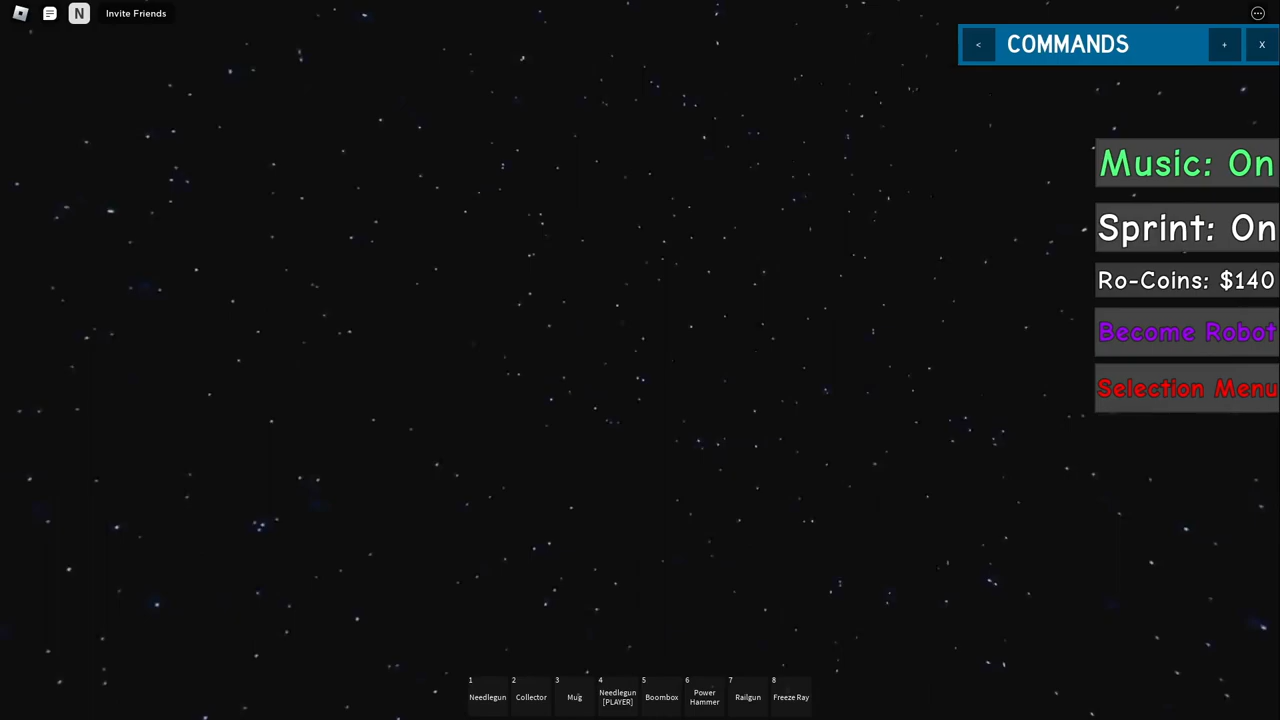 N Invite Friends
< COMMANDS + X
Music: On
Sprint: On
Ro-Coins: $140
Become Robot
Selection Menu
1 2 3 4 5 6 7 8
Needlegun Collector Mug Needlegun [PLAYER] Boombox Power Hammer Railgun Freeze Ray